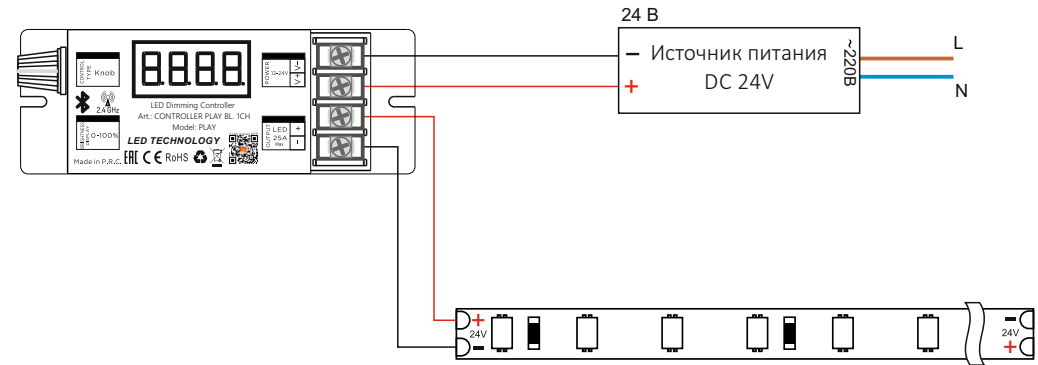 24 В
CONTROL TYPE
Knob
2.4 GHz
BRIGHTNESS DISPLAY
0-100%
8.8.8.8.
LED Dimming Controller
Art.: CONTROLLER PLAY BL. 1CH
Model: PLAY
LED TECHNOLOGY
Made in P.R.C.
EAC CE RoHS
POWER
12-24V
V+ V-
OUTPUT
LED
25A
Max
+
-
− Источник питания
+ DC 24V
~220В
L
N
+
24V
−
−
24V
+